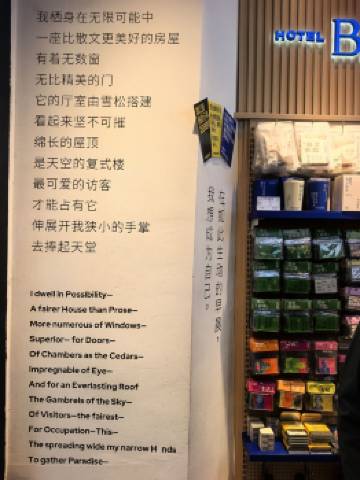 我栖身在无限可能中
一座比散文更美好的房屋
有着无数窗
无比精美的门
它的厅室由雪松搭建
看起来坚不可摧
绵长的屋顶
是天空的复式楼
最可爱的访客
才能占有它
伸展开我狭小的手掌
去捧起天堂
I dwell in Possibility–
A fairer House than Prose–
More numerous of Windows–
Superior– for Doors–
Of Chambers as the Cedars–
Impregnable of Eye–
And for an Everlasting Roof
The Gambrels of the Sky–
Of Visitors–the fairest–
For Occupation–This–
The spreading wide my narrow H nds
To gather Paradise–
HOTEL B